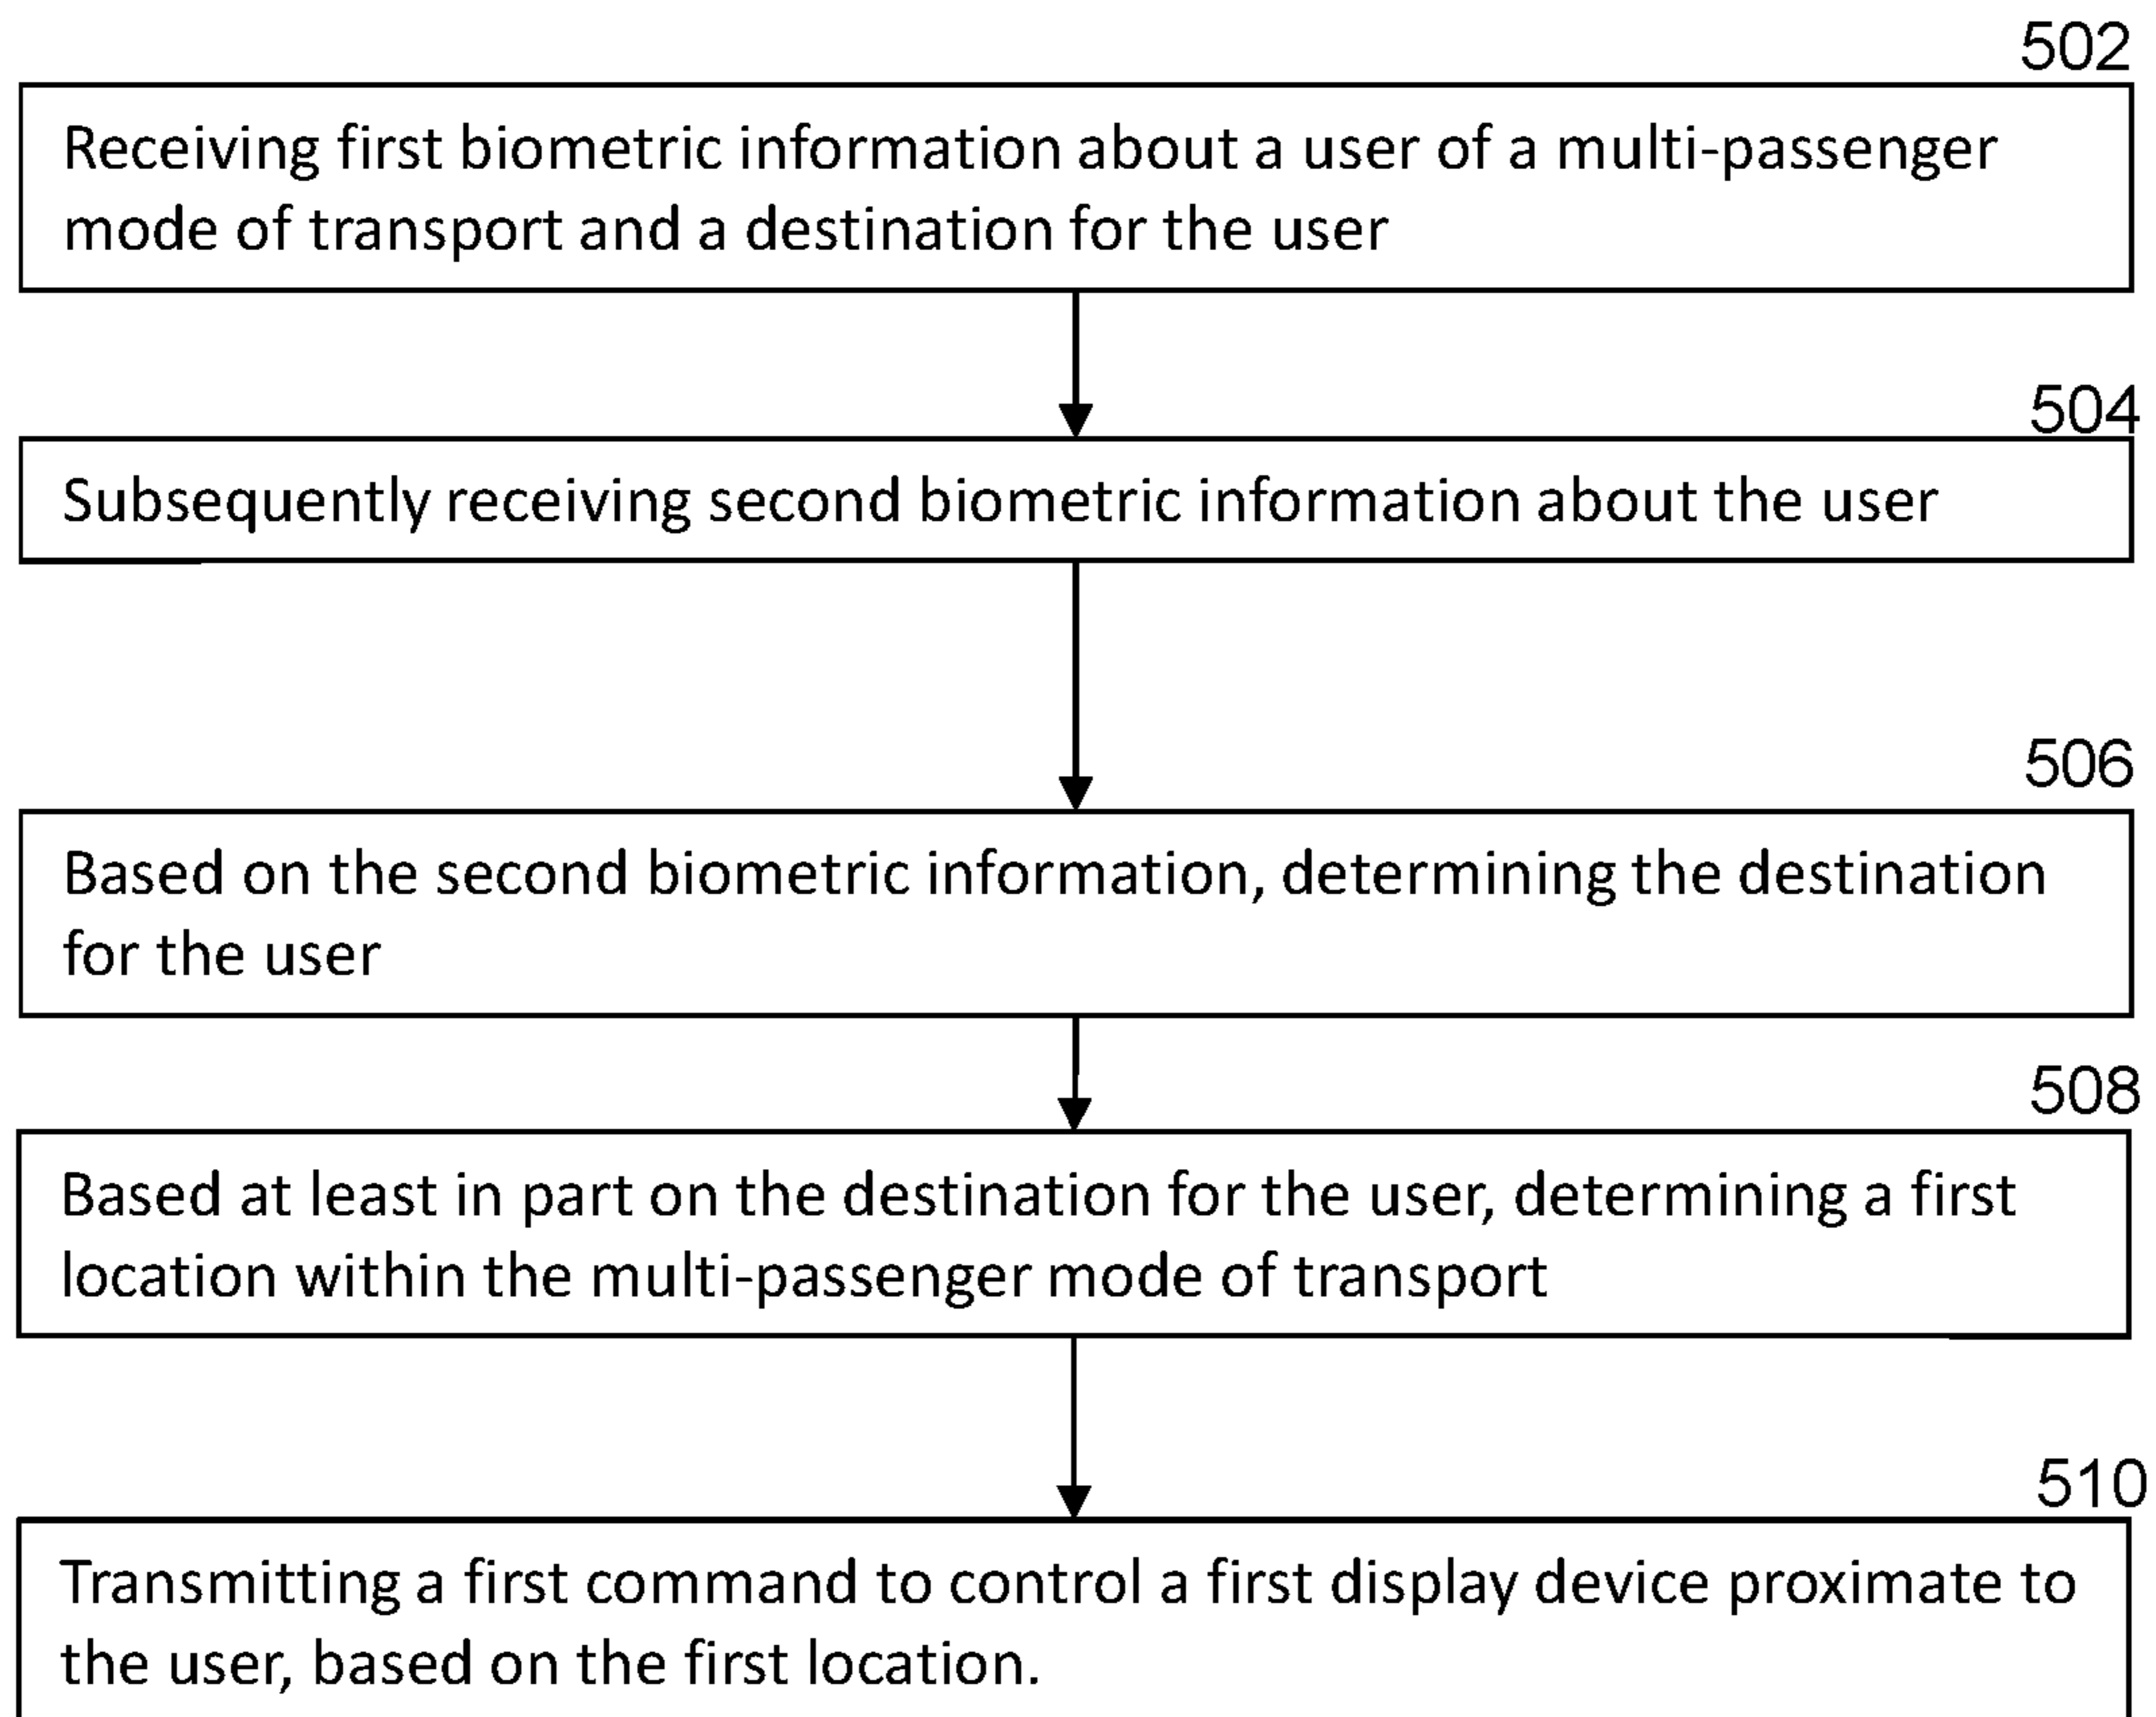 502
Receiving first biometric information about a user of a multi-passenger
mode of transport and a destination for the user
504
Subsequently receiving second biometric information about the user
506
Based on the second biometric information, determining the destination
for the user
508
Based at least in part on the destination for the user, determining a first
location within the multi-passenger mode of transport
510
Transmitting a first command to control a first display device proximate to
the user, based on the first location.